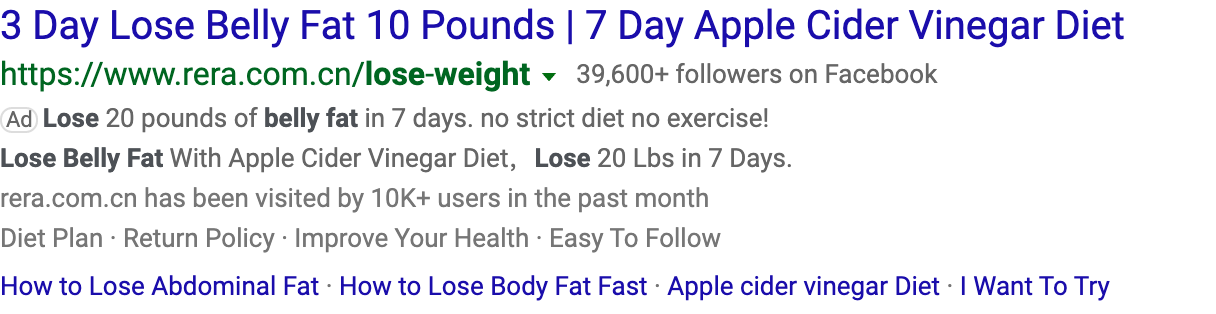 3 Day Lose Belly Fat 10 Pounds | 7 Day Apple Cider Vinegar Diet
https://www.rera.com.cn/lose-weight ▾ 39,600+ followers on Facebook
Ad Lose 20 pounds of belly fat in 7 days. no strict diet no exercise!
Lose Belly Fat With Apple Cider Vinegar Diet，Lose 20 Lbs in 7 Days.
rera.com.cn has been visited by 10K+ users in the past month
Diet Plan · Return Policy · Improve Your Health · Easy To Follow
How to Lose Abdominal Fat · How to Lose Body Fat Fast · Apple cider vinegar Diet · I Want To Try